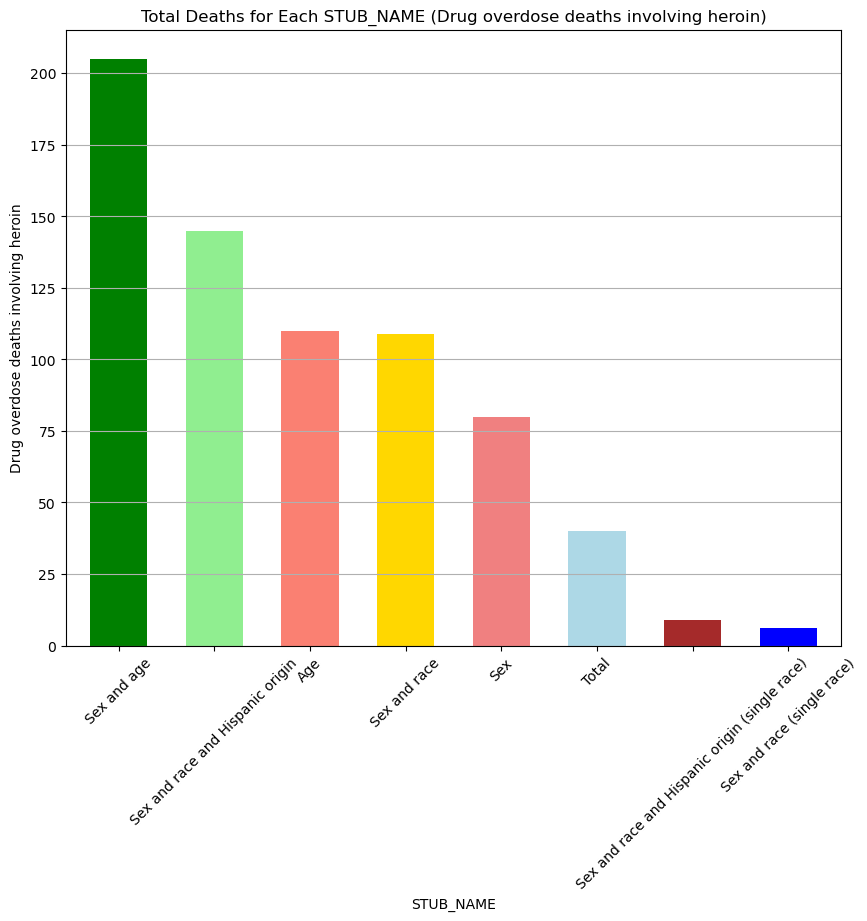 Total Deaths for Each STUB_NAME (Drug overdose deaths involving heroin)
Drug overdose deaths involving heroin
200
175
150
125
100
75
50
25
0
Sex and age
Sex and race and Hispanic origin
Age
Sex and race
Sex
Total
Sex and race and Hispanic origin (single race)
Sex and race (single race)
STUB_NAME